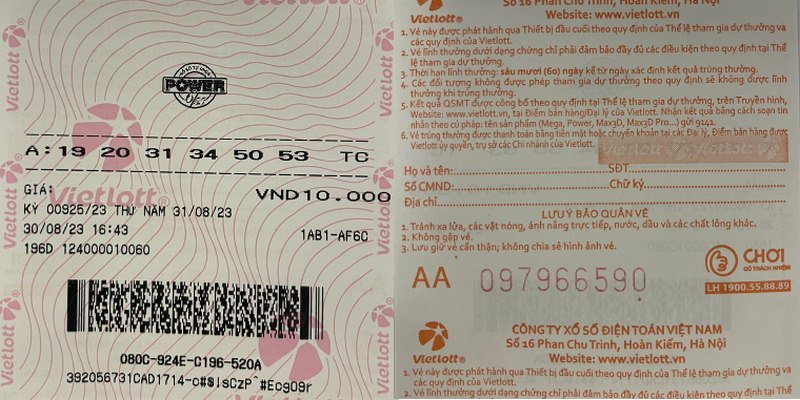 Vietlott
Vietlott
XỔ SỐ TỰ CHỌN
POWER
6/55
A: 19 20 31 34 50 53 TC
Vietlott
GIÁ: VND10.000
KỲ 00925/23 THỨ NĂM 31/08/23
30/08/23 16:43 1AB1-AF6C
196D 124000010060
Vietlott
Vietlott
Vietlott
080C-924E-C196-520A
392056731CAD1714-c#$lsCzP^#Ecg09r
Vietlott
Số 16 Phan Chu Trinh, Hoàn Kiếm, Hà Nội
Website: www.vietlott.vn
1. Vé này được phát hành qua Thiết bị đầu cuối theo quy định của Thể lệ tham gia dự thưởng và
các quy định của Vietlott.
2. Vé lĩnh thưởng dưới dạng chứng chỉ phải đảm bảo đầy đủ các điều kiện theo quy định tại Thể
lệ tham gia dự thưởng.
3. Thời hạn lĩnh thưởng: sáu mươi (60) ngày kể từ ngày xác định kết quả trúng thưởng.
4. Các đối tượng không được phép tham gia dự thưởng theo quy định sẽ không được lĩnh
thưởng khi trúng thưởng.
5. Kết quả QSMT được công bố theo quy định tại Thể lệ tham gia dự thưởng, trên Truyền hình,
Website: www.vietlott.vn, tại Điểm bán hàng/Đại lý của Vietlott. Nhận kết quả bằng cách soạn tin
nhắn theo cú pháp: tên sản phẩm (Mega, Power, Max3D, Max3D Pro...) gửi 9141.
6. Vé trúng thưởng được thanh toán bằng tiền mặt hoặc chuyển khoản tại các Đại lý, Điểm bán hàng được
Vietlott ủy quyền, trụ sở các Chi nhánh của Vietlott.
Họ và tên: SĐT
Số CMND: Chữ ký
Địa chỉ
LƯU Ý BẢO QUẢN VÉ
1. Tránh xa lửa, các vật nóng, ánh nắng trực tiếp, nước, dầu và các chất lỏng khác.
2. Không gập vé.
3. Lưu giữ vé cẩn thận; không chia sẻ hình ảnh vé.
AA 097966590
CHƠI
CÓ TRÁCH NHIỆM
LH 1900.55.88.89
Vietlott
CÔNG TY XỔ SỐ ĐIỆN TOÁN VIỆT NAM
Số 16 Phan Chu Trinh, Hoàn Kiếm, Hà Nội
Website: www.vietlott.vn
1. Vé này được phát hành qua Thiết bị đầu cuối theo quy định của Thể lệ tham gia dự thưởng và
các quy định của Vietlott.
2. Vé lĩnh thưởng dưới dạng chứng chỉ phải đảm bảo đầy đủ các điều kiện theo quy định tại Thể